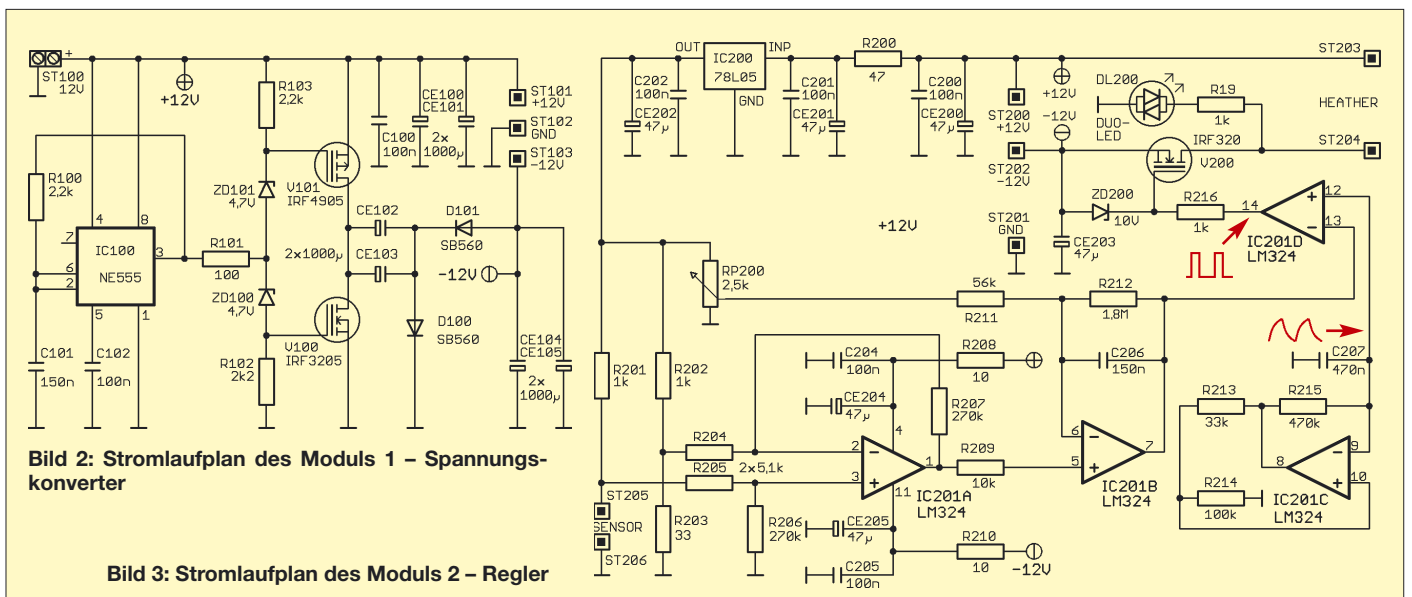 ST100
12V
+
+12V
R103
2,2k
R100
2,2k
4
8
7
IC100
3
6
NE555
2
5
1
R101
100
ZD101
4,7V
ZD100
4,7V
V101
IRF4905
V100
IRF3205
R102
2k2
C101
150n
C102
100n
C100
100n
CE100
CE101
2×
1000µ
CE102
CE103
2×1000µ
D101
SB560
-12V
D100
SB560
CE104
CE105
2×
1000µ
ST101
+12V
ST102
GND
ST103
-12V
Bild 2: Stromlaufplan des Moduls 1 – Spannungs-
konverter
OUT
IC200
78L05
INP
GND
R200
47
C202
100n
CE202
47µ
C201
100n
CE201
47µ
C200
100n
CE200
47µ
ST200
+12V
+12V
-12V
ST202
-12V
ST203
DL200
DUO-
LED
R19
1k
HEATHER
IRF320
V200
ST204
ZD200
10V
R216
1k
14
12
+
13
−
IC201D
LM324
ST201
GND
CE203
47µ
+12V
RP200
2,5k
56k
R211
R212
1,8M
C206
150n
C207
470n
R201
1k
R202
1k
C204
100n
CE204
47µ
R208
10
R207
270k
R204
R205
2×5,1k
2
−
3
+
4
1
11
IC201A
LM324
R209
10k
6
−
5
+
7
IC201B
LM324
R213
33k
R215
470k
R214
100k
8
9
−
10
+
IC201C
LM324
ST205
SENSOR
ST206
R203
33
R206
270k
CE205
47µ
C205
100n
R210
10
-12V
Bild 3: Stromlaufplan des Moduls 2 – Regler